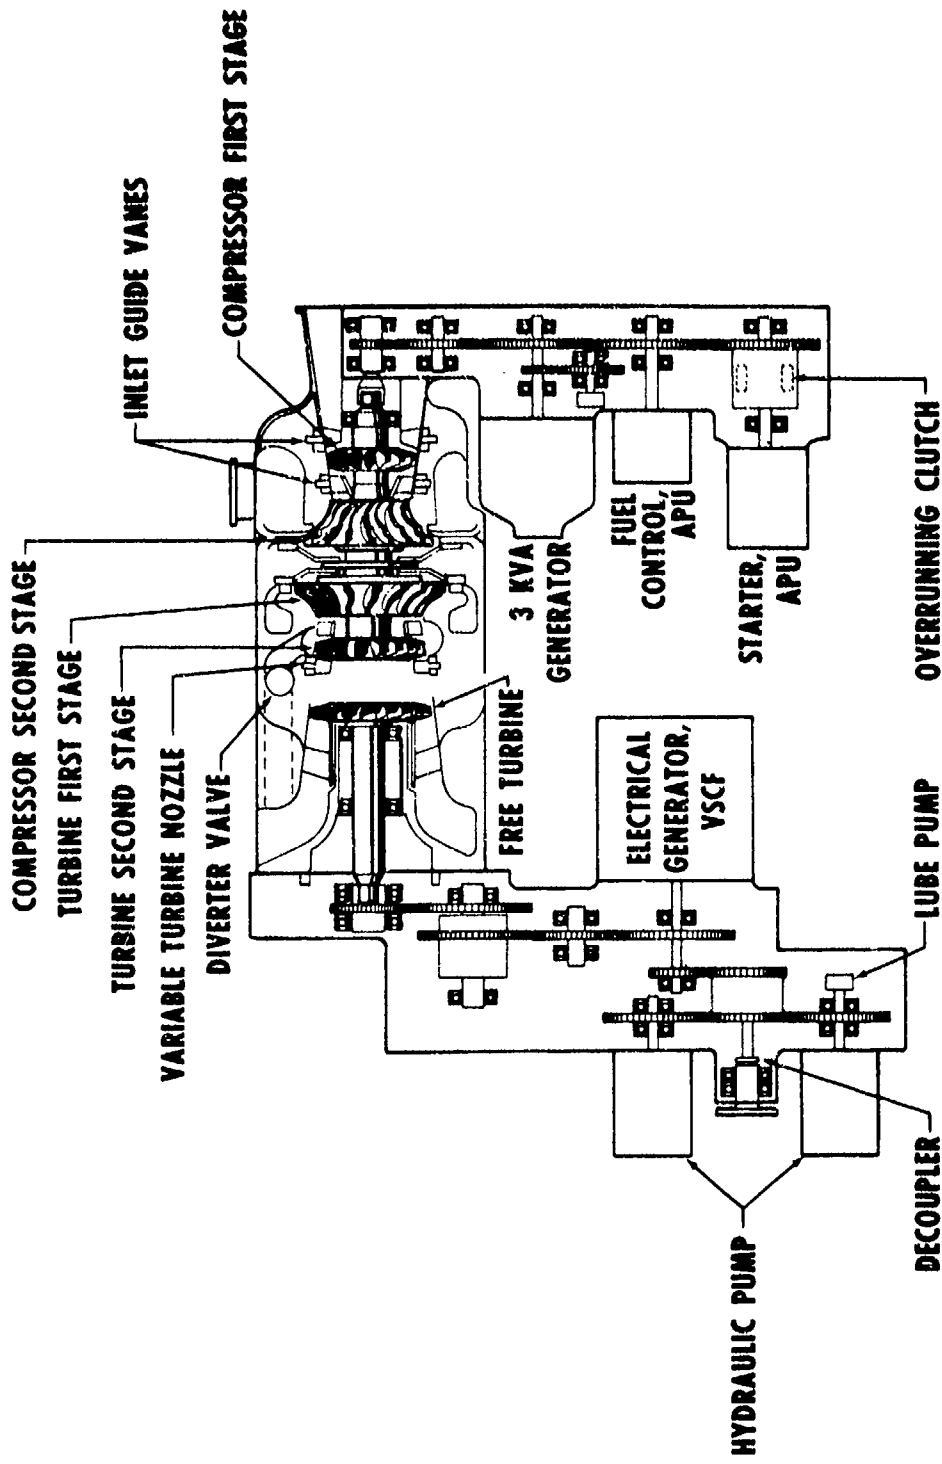 COMPRESSOR SECOND STAGE
TURBINE FIRST STAGE
TURBINE SECOND STAGE
VARIABLE TURBINE NOZZLE
DIVERTER VALVE
INLET GUIDE VANES
COMPRESSOR FIRST STAGE
FREE TURBINE
3 KVA
GENERATOR
FUEL
CONTROL,
APU
STARTER,
APU
OVERRUNNING CLUTCH
ELECTRICAL
GENERATOR,
VSCF
LUBE PUMP
HYDRAULIC PUMP
DECOUPLER